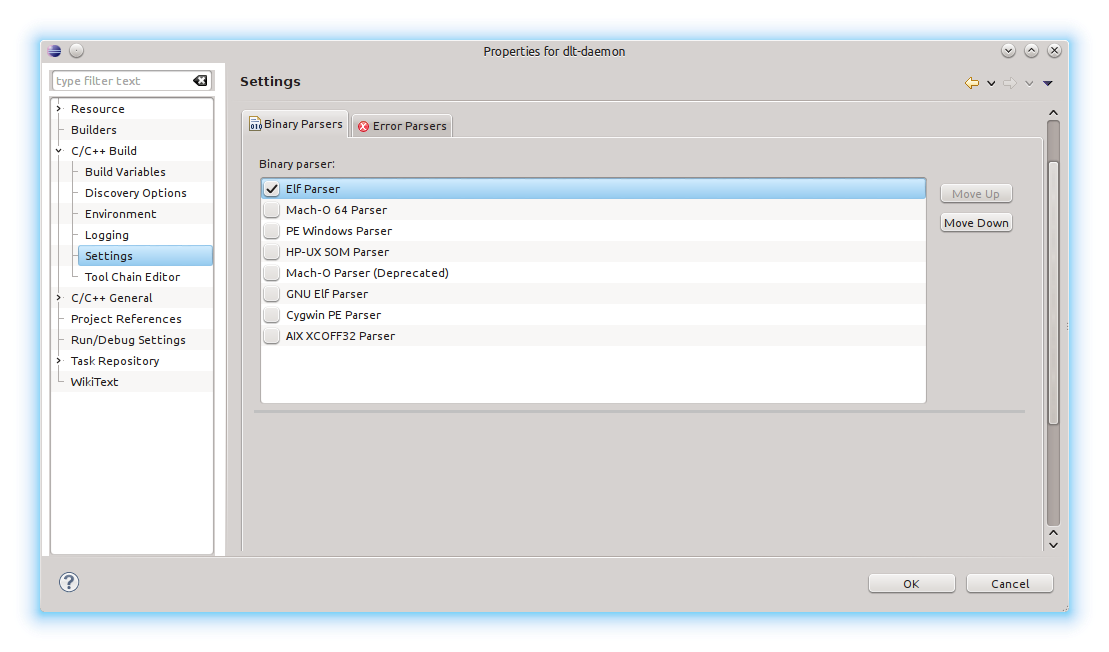 Properties for dlt-daemon
type filter text
Settings
Resource
Builders
C/C++ Build
Build Variables
Discovery Options
Environment
Logging
Settings
Tool Chain Editor
C/C++ General
Project References
Run/Debug Settings
Task Repository
WikiText
010
Binary Parsers
Error Parsers
Binary parser:
Elf Parser
Mach-O 64 Parser
PE Windows Parser
HP-UX SOM Parser
Mach-O Parser (Deprecated)
GNU Elf Parser
Cygwin PE Parser
AIX XCOFF32 Parser
Move Up
Move Down
?
OK
Cancel